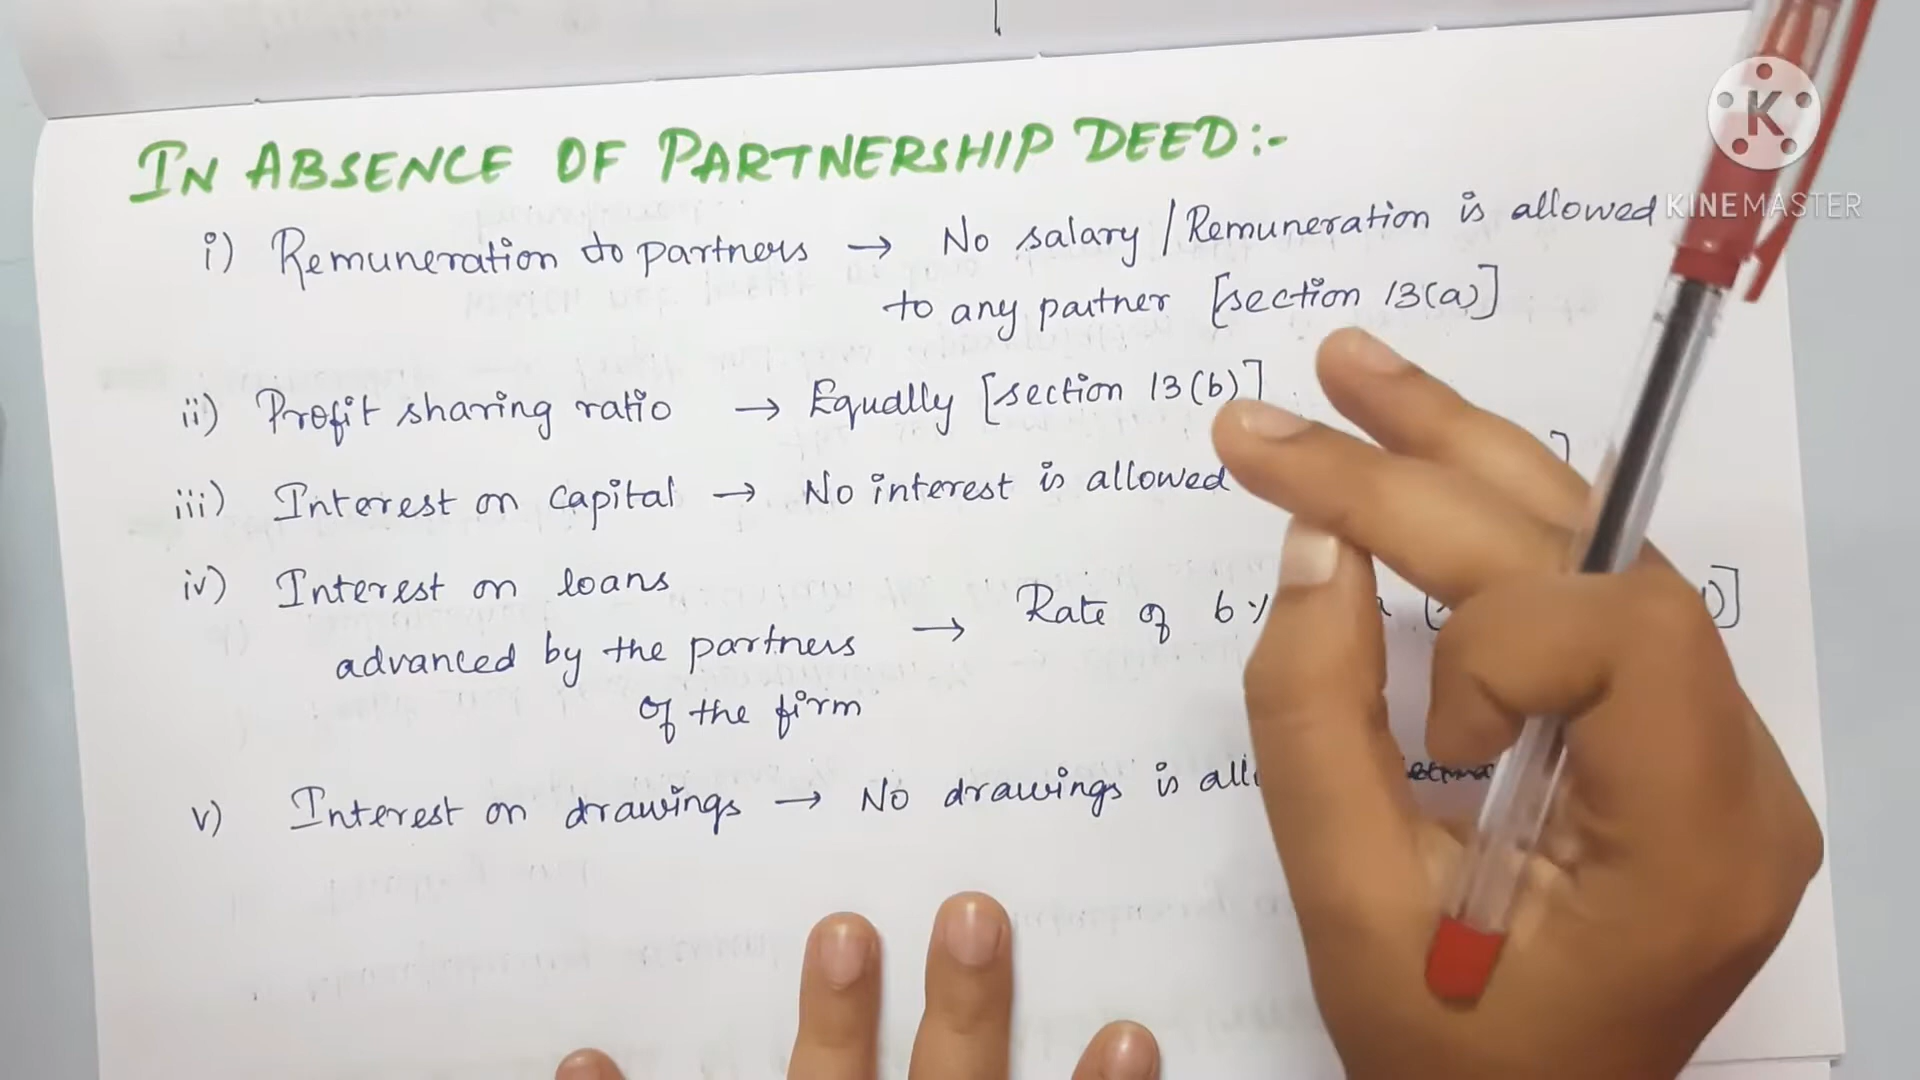 IN ABSENCE OF PARTNERSHIP DEED:-
i) Remuneration to partners → No salary / Remuneration is allowed
to any partner [section 13(a)]
ii) Profit sharing ratio → Equally [section 13(b)]
iii) Interest on capital → No interest is allowed ]
iv) Interest on loans
advanced by the partners → Rate of 6%
of the firm
v) Interest on drawings → No drawings is
K
KINEMASTER